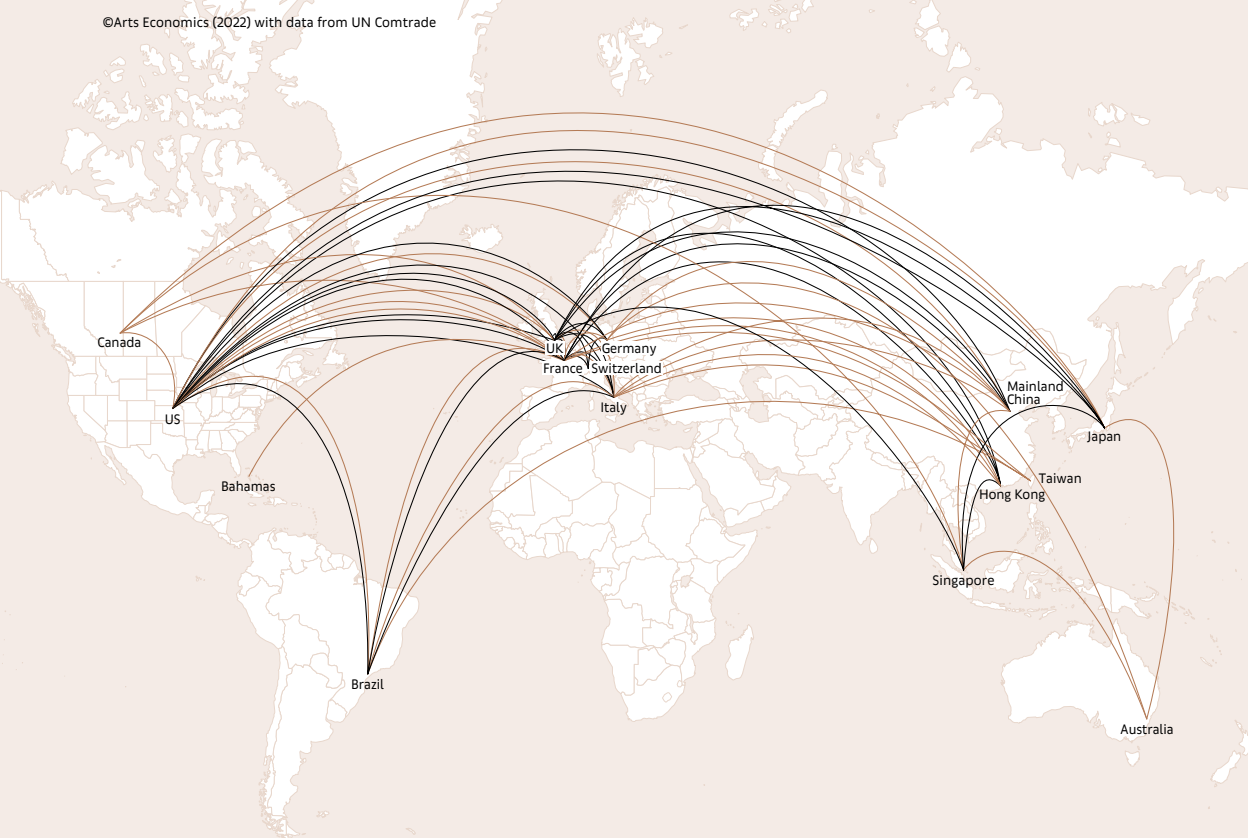 ©Arts Economics (2022) with data from UN Comtrade
Canada
UK
Germany
France
Switzerland
Mainland
China
Italy
US
Japan
Bahamas
Taiwan
Hong Kong
Singapore
Brazil
Australia